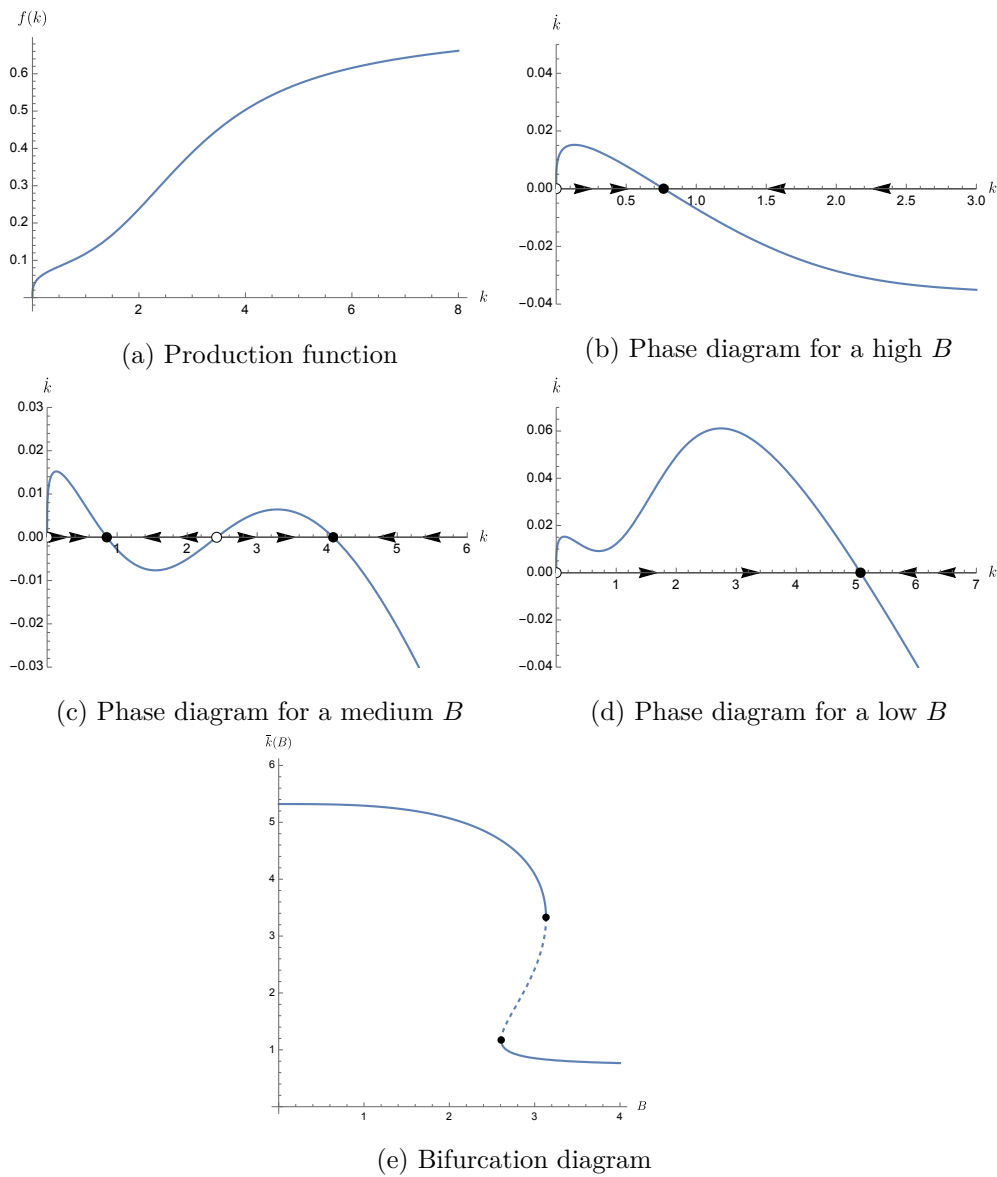 f(k)
0.6
0.5
0.4
0.3
0.2
0.1
2 4 6 8 k
(a) Production function
k̇
0.04
0.02
0.00
−0.02
−0.04
0.5 1.0 1.5 2.0 2.5 3.0 k
(b) Phase diagram for a high B
k̇
0.03
0.02
0.01
0.00
−0.01
−0.02
−0.03
1 2 3 4 5 6 k
(c) Phase diagram for a medium B
k̇
0.06
0.04
0.02
0.00
−0.02
−0.04
1 2 3 4 5 6 7 k
(d) Phase diagram for a low B
k̄(B)
6
5
4
3
2
1
1 2 3 4 B
(e) Bifurcation diagram